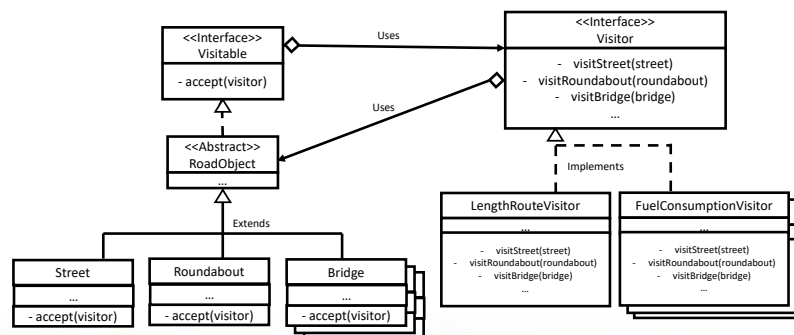 <<Interface>>
Visitable
- accept(visitor)
Uses
<<Interface>>
Visitor
- visitStreet(street)
- visitRoundabout(roundabout)
- visitBridge(bridge)
...
Uses
<<Abstract>>
RoadObject
...
Implements
Extends
LengthRouteVisitor
...
- visitStreet(street)
- visitRoundabout(roundabout)
- visitBridge(bridge)
...
FuelConsumptionVisitor
...
- visitStreet(street)
- visitRoundabout(roundabout)
- visitBridge(bridge)
...
Street
...
- accept(visitor)
Roundabout
...
- accept(visitor)
Bridge
...
- accept(visitor)